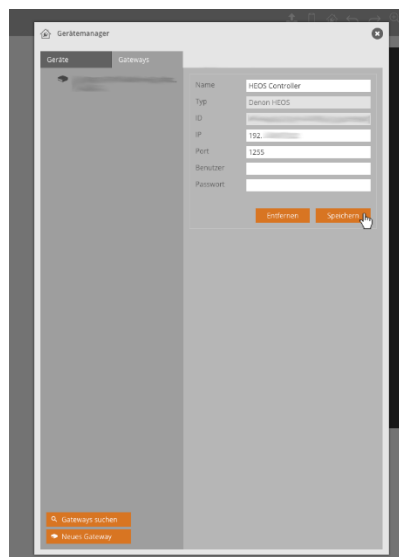 Gerätemanager
Geräte Gateways
Name HEOS Controller
Typ Denon HEOS
ID
IP 192.
Port 1255
Benutzer
Passwort
Entfernen Speichern
Gateways suchen
Neues Gateway